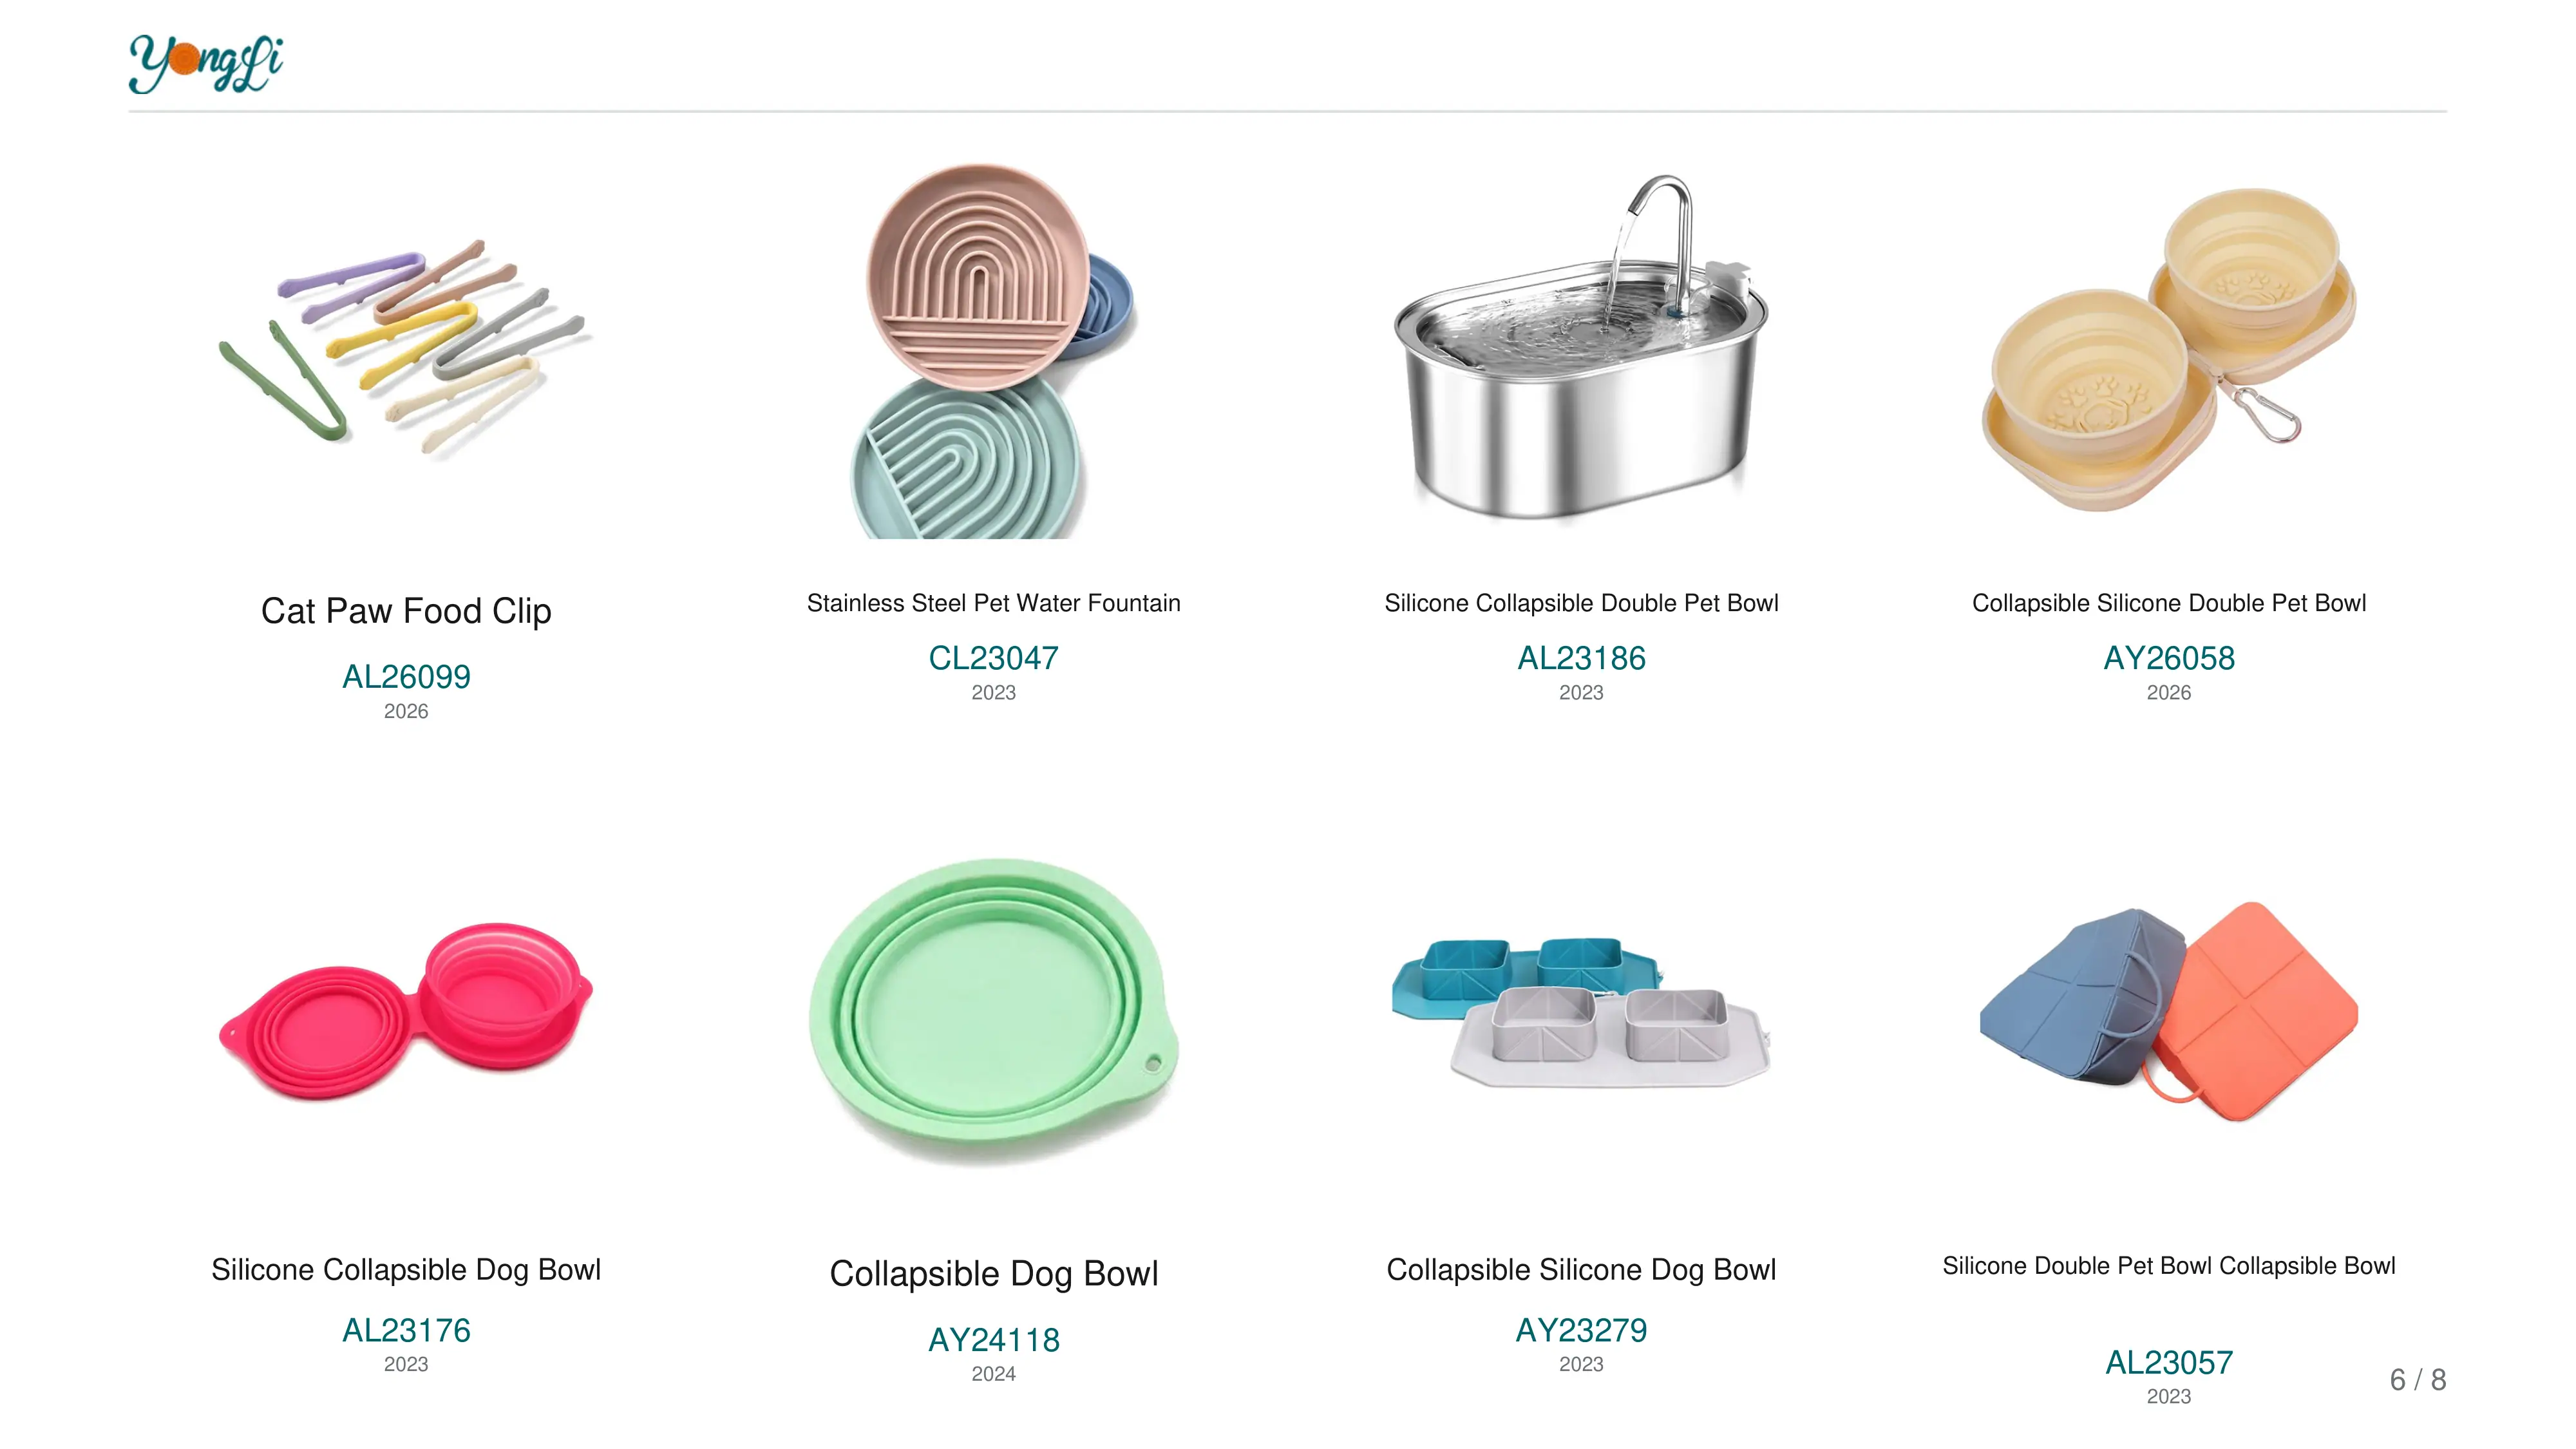 YongLi
Cat Paw Food Clip
AL26099
2026
Stainless Steel Pet Water Fountain
CL23047
2023
Silicone Collapsible Double Pet Bowl
AL23186
2023
Collapsible Silicone Double Pet Bowl
AY26058
2026
Silicone Collapsible Dog Bowl
AL23176
2023
Collapsible Dog Bowl
AY24118
2024
Collapsible Silicone Dog Bowl
AY23279
2023
Silicone Double Pet Bowl Collapsible Bowl
AL23057
2023
6 / 8